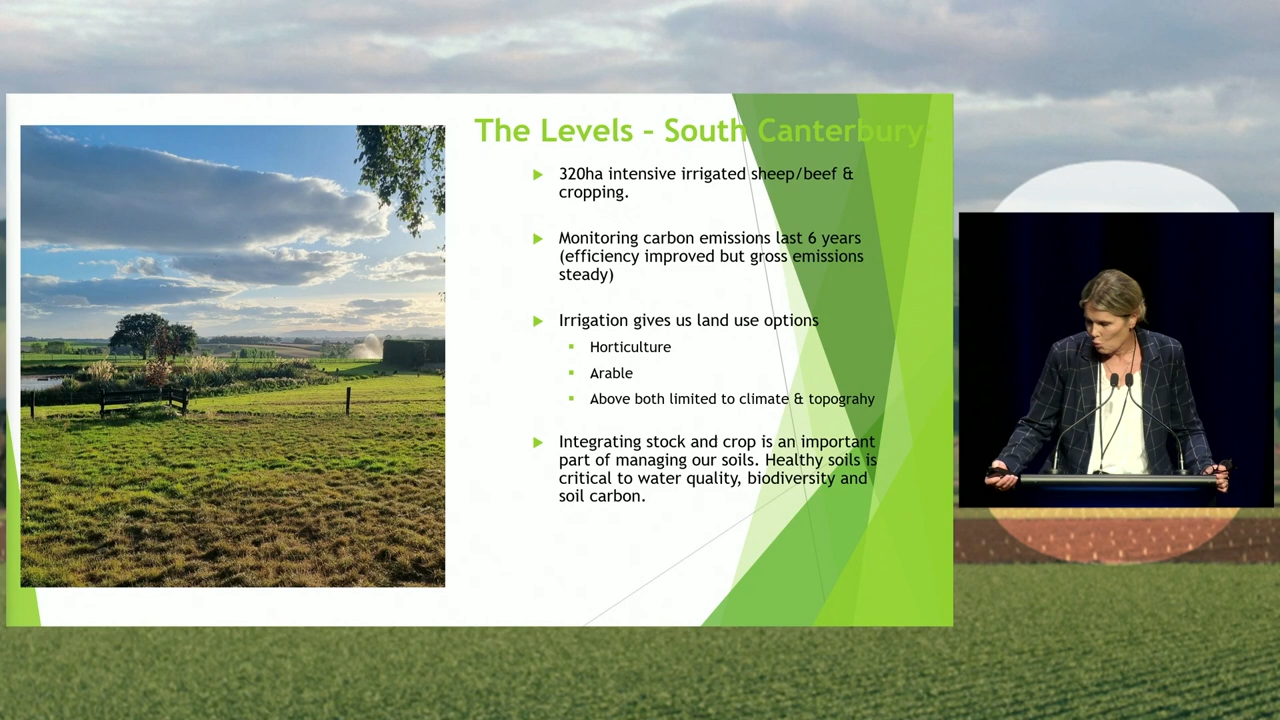 The Levels – South Canterbury:
320ha intensive irrigated sheep/beef &
cropping.
Monitoring carbon emissions last 6 years
(efficiency improved but gross emissions
steady)
Irrigation gives us land use options
Horticulture
Arable
Above both limited to climate & topograhy
Integrating stock and crop is an important
part of managing our soils. Healthy soils is
critical to water quality, biodiversity and
soil carbon.